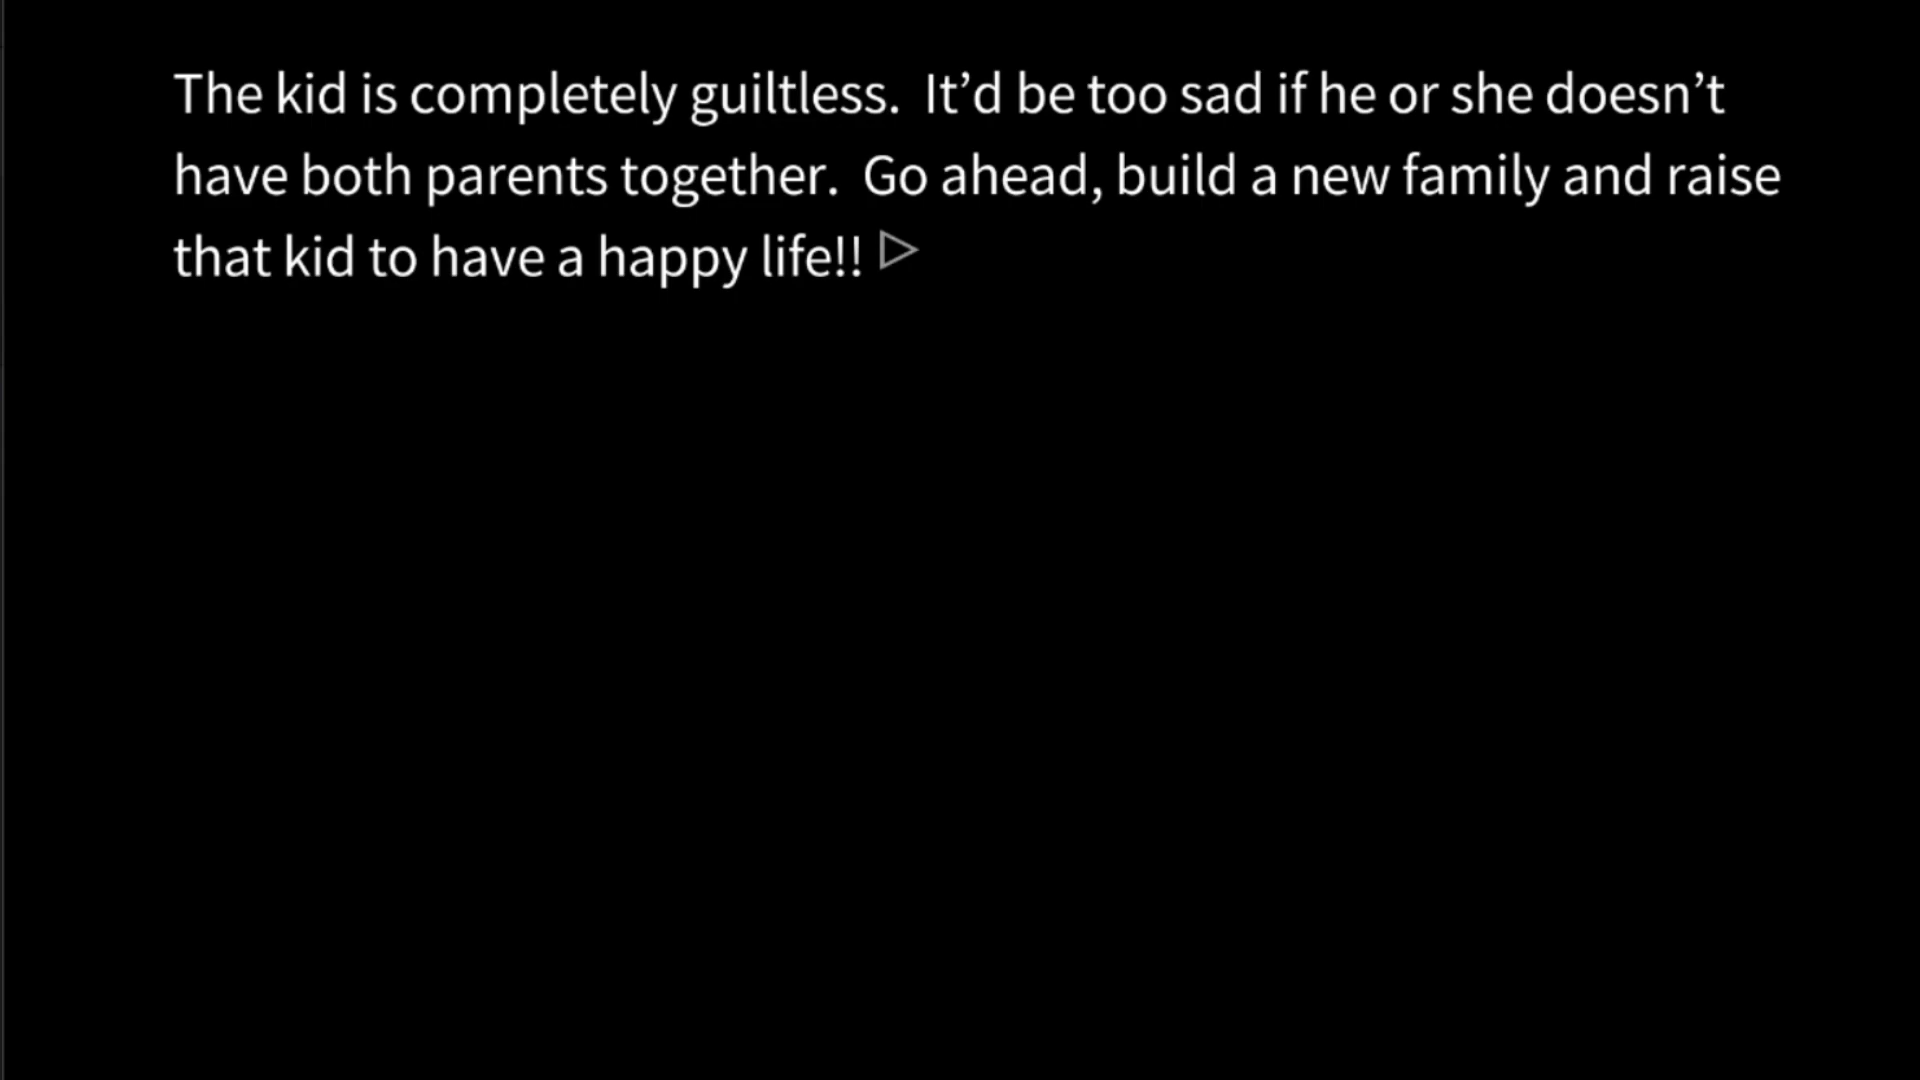 The kid is completely guiltless.  It’d be too sad if he or she doesn’t
have both parents together.  Go ahead, build a new family and raise
that kid to have a happy life!!